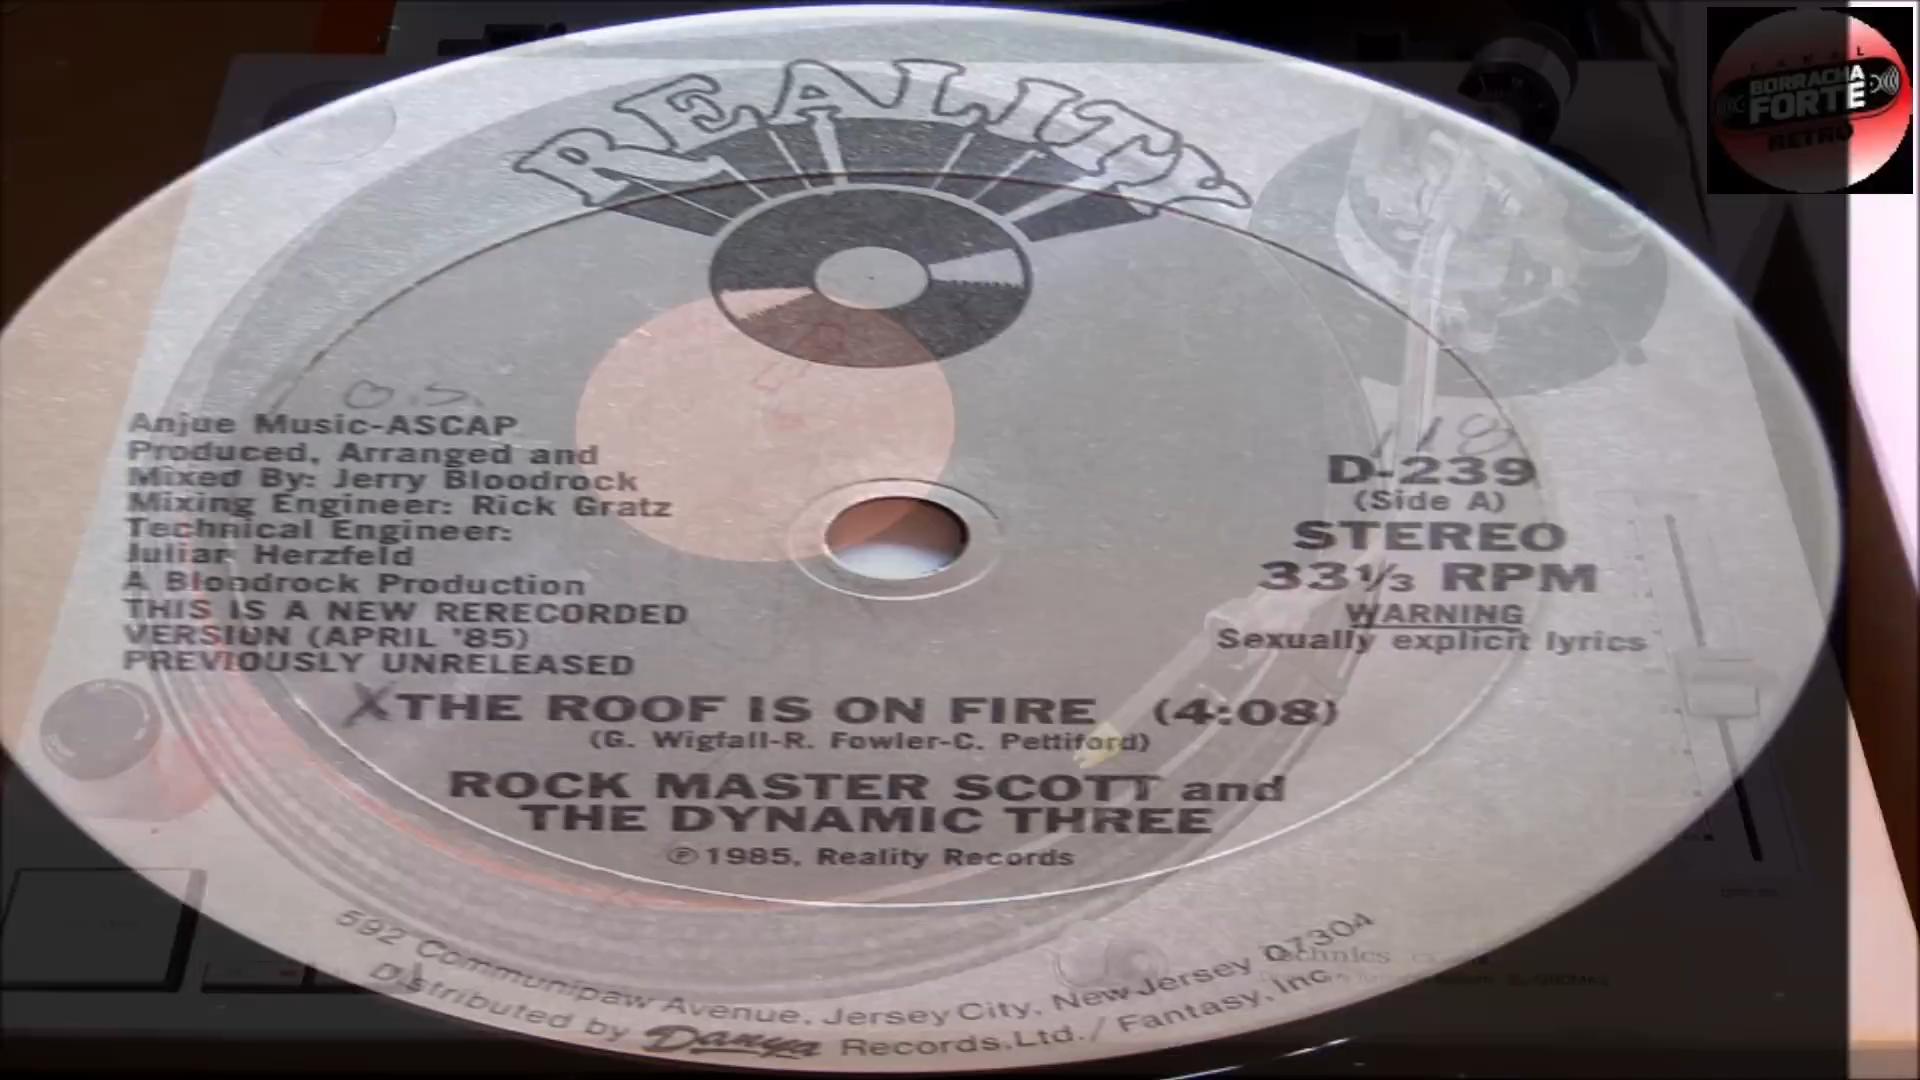 REALITY
CANAL
BORRACHA
FORTE
RETRÔ
O.S.
Anjue Music-ASCAP
Produced, Arranged and
Mixed By: Jerry Bloodrock
Mixing Engineer: Rick Gratz
Technical Engineer:
Julian Herzfeld
A Bloodrock Production
THIS IS A NEW RERECORDED
VERSION (APRIL '85)
PREVIOUSLY UNRELEASED
118
D-239
(Side A)
STEREO
33⅓ RPM
WARNING
Sexually explicit lyrics
X THE ROOF IS ON FIRE (4:08)
(G. Wigfall-R. Fowler-C. Pettiford)
ROCK MASTER SCOTT and
THE DYNAMIC THREE
℗ 1985, Reality Records
592 Communipaw Avenue, Jersey City, New Jersey 07304
Distributed by Danya Records, Ltd./Fantasy, Inc.
Technics